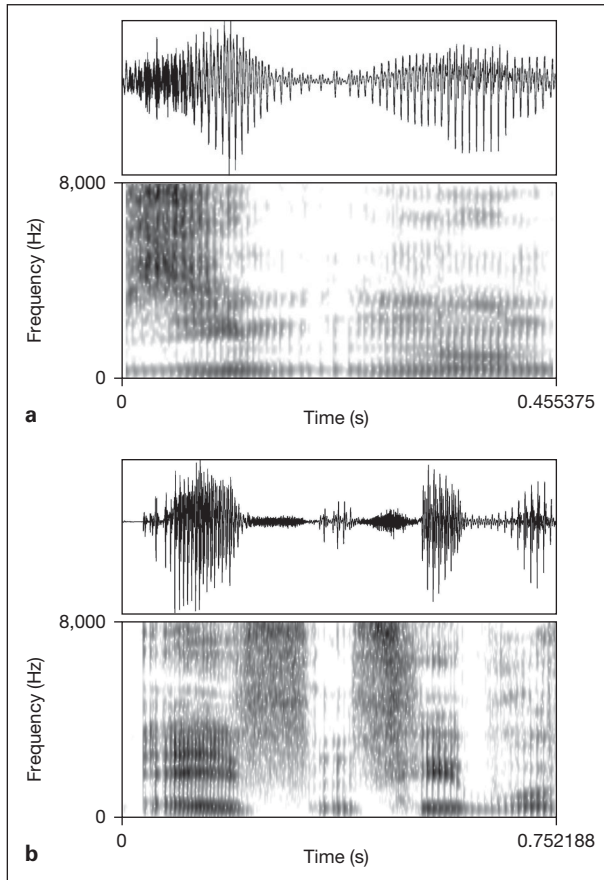 8,000
Frequency (Hz)
0
0
0.455375
Time (s)
a
8,000
Frequency (Hz)
0
0
0.752188
Time (s)
b